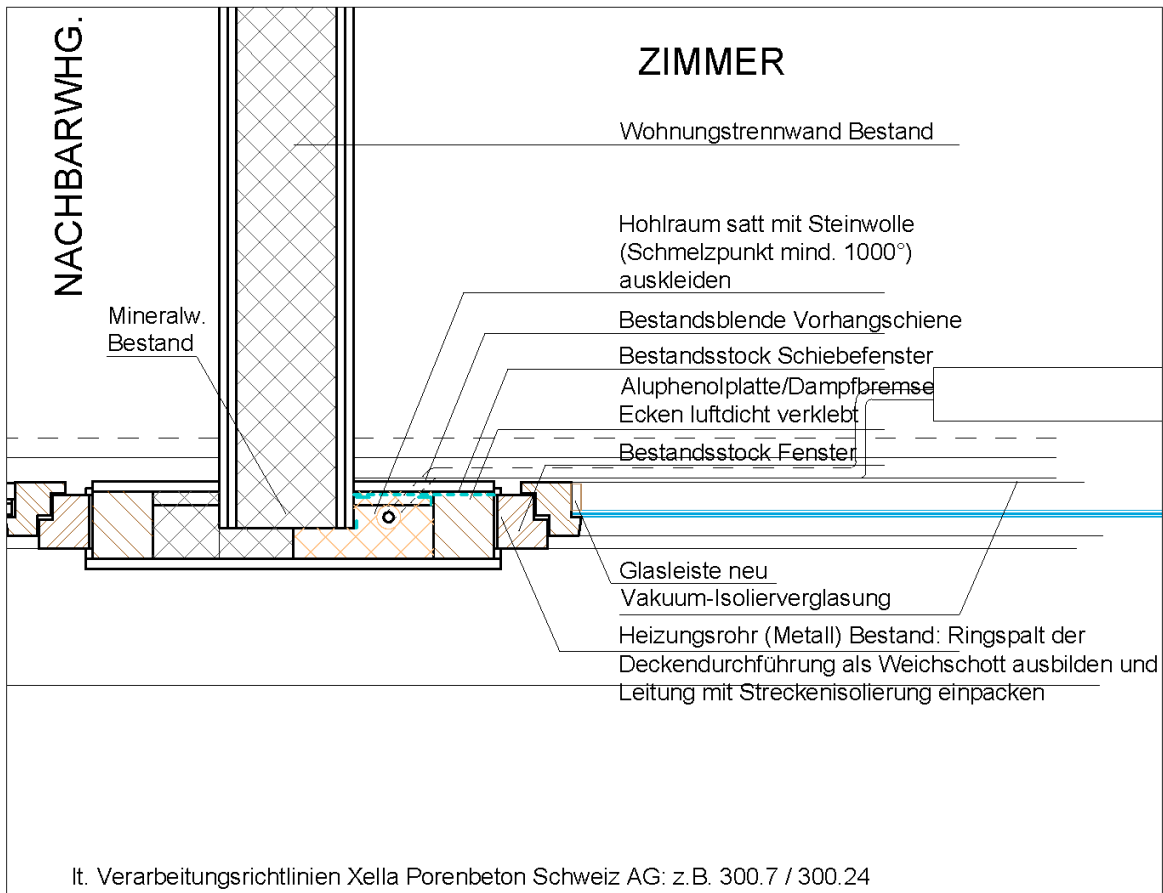 NACHBARWHG.
ZIMMER
Wohnungstrennwand Bestand
Hohlraum satt mit Steinwolle
(Schmelzpunkt mind. 1000°)
auskleiden
Mineralw.
Bestand
Bestandsblende Vorhangschiene
Bestandsstock Schiebefenster
Aluphenolplatte/Dampfbremse
Ecken luftdicht verklebt
Bestandsstock Fenster
Glasleiste neu
Vakuum-Isolierverglasung
Heizungsrohr (Metall) Bestand: Ringspalt der
Deckendurchführung als Weichschott ausbilden und
Leitung mit Streckenisolierung einpacken
lt. Verarbeitungsrichtlinien Xella Porenbeton Schweiz AG: z.B. 300.7 / 300.24